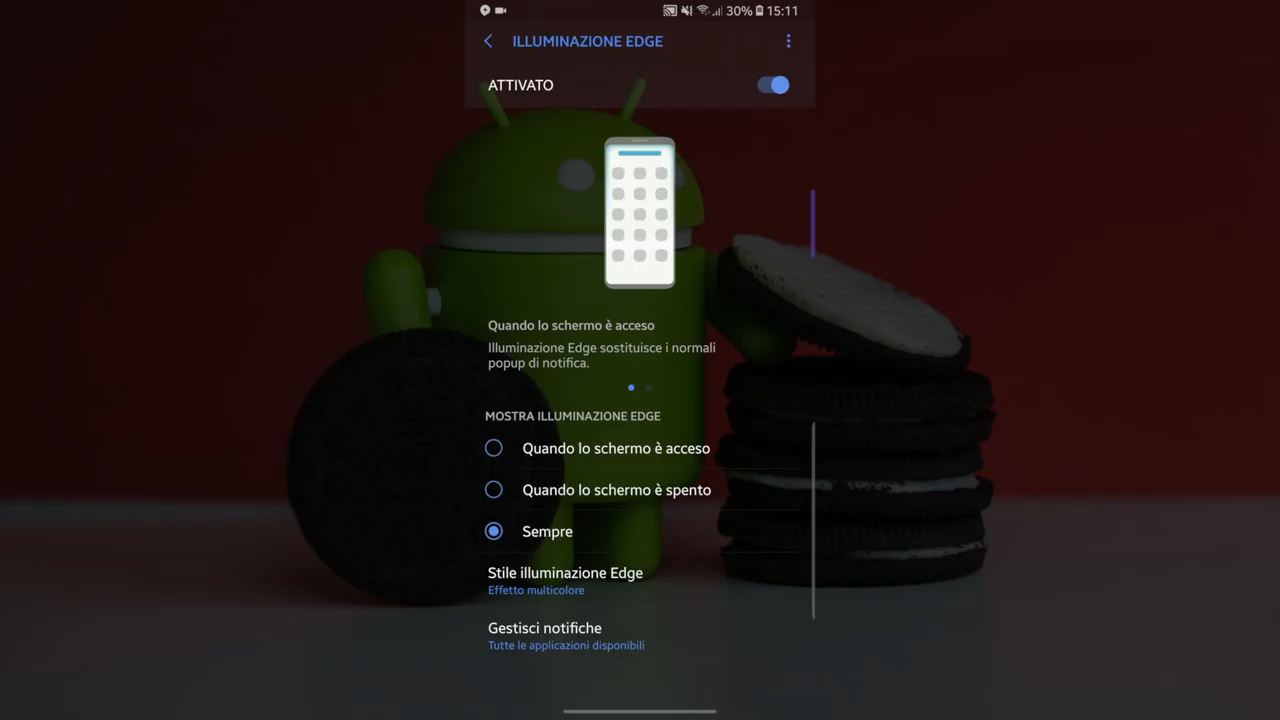 30% 15:11
ILLUMINAZIONE EDGE
ATTIVATO
Quando lo schermo è acceso
Illuminazione Edge sostituisce i normali
popup di notifica.
MOSTRA ILLUMINAZIONE EDGE
Quando lo schermo è acceso
Quando lo schermo è spento
Sempre
Stile illuminazione Edge
Effetto multicolore
Gestisci notifiche
Tutte le applicazioni disponibili